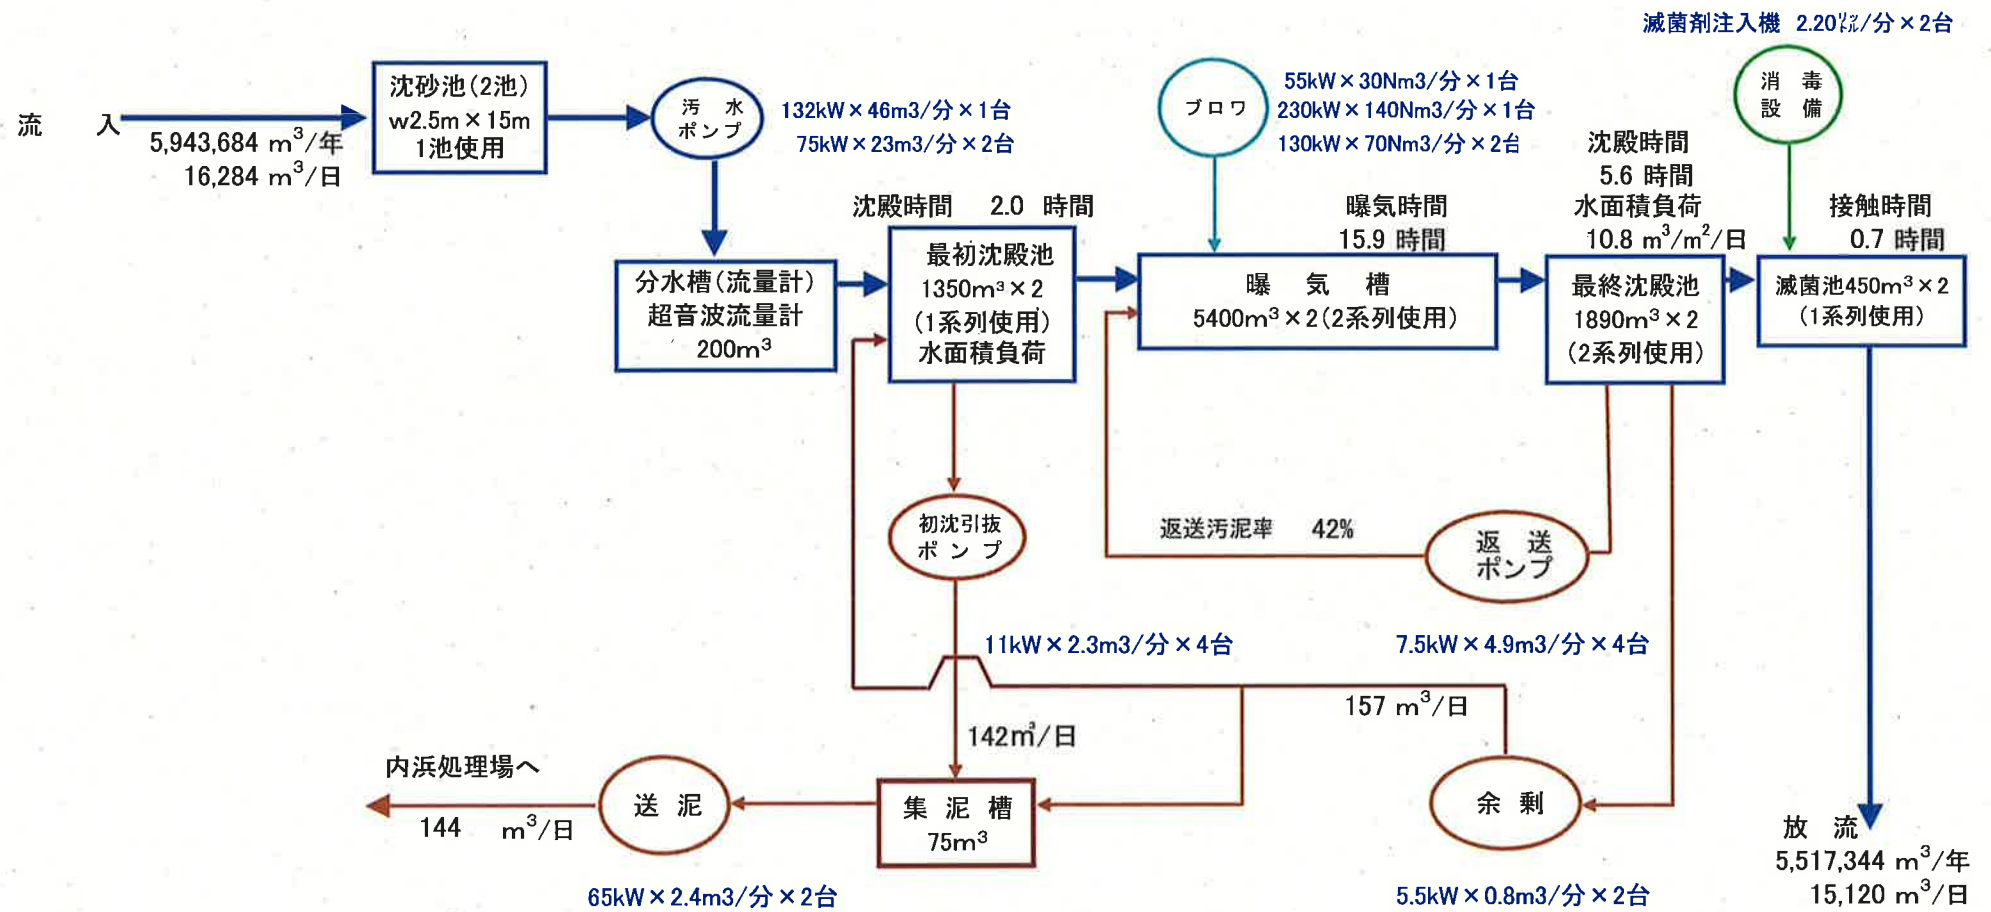 滅菌剤注入機 2.20㍑/分×2台
流 入
5,943,684 m³/年
16,284 m³/日
沈砂池(2池)
w2.5m×15m
1池使用
汚 水
ポンプ
132kW×46m3/分×1台
75kW×23m3/分×2台
ブロワ
55kW×30Nm3/分×1台
230kW×140Nm3/分×1台
130kW×70Nm3/分×2台
消 毒
設 備
分水槽(流量計)
超音波流量計
200m³
沈殿時間 2.0 時間
最初沈殿池
1350m³×2
(1系列使用)
水面積負荷
曝気時間
15.9 時間
曝 気 槽
5400m³×2(2系列使用)
沈殿時間
5.6 時間
水面積負荷
10.8 m³/m²/日
最終沈殿池
1890m³×2
(2系列使用)
接触時間
0.7 時間
滅菌池450m³×2
(1系列使用)
初沈引抜
ポ ン プ
返送汚泥率 42%
返 送
ポンプ
11kW×2.3m3/分×4台
7.5kW×4.9m3/分×4台
157 m³/日
142m³/日
内浜処理場へ
144 m³/日
送 泥
集 泥 槽
75m³
余 剰
65kW×2.4m3/分×2台
5.5kW×0.8m3/分×2台
放 流
5,517,344 m³/年
15,120 m³/日